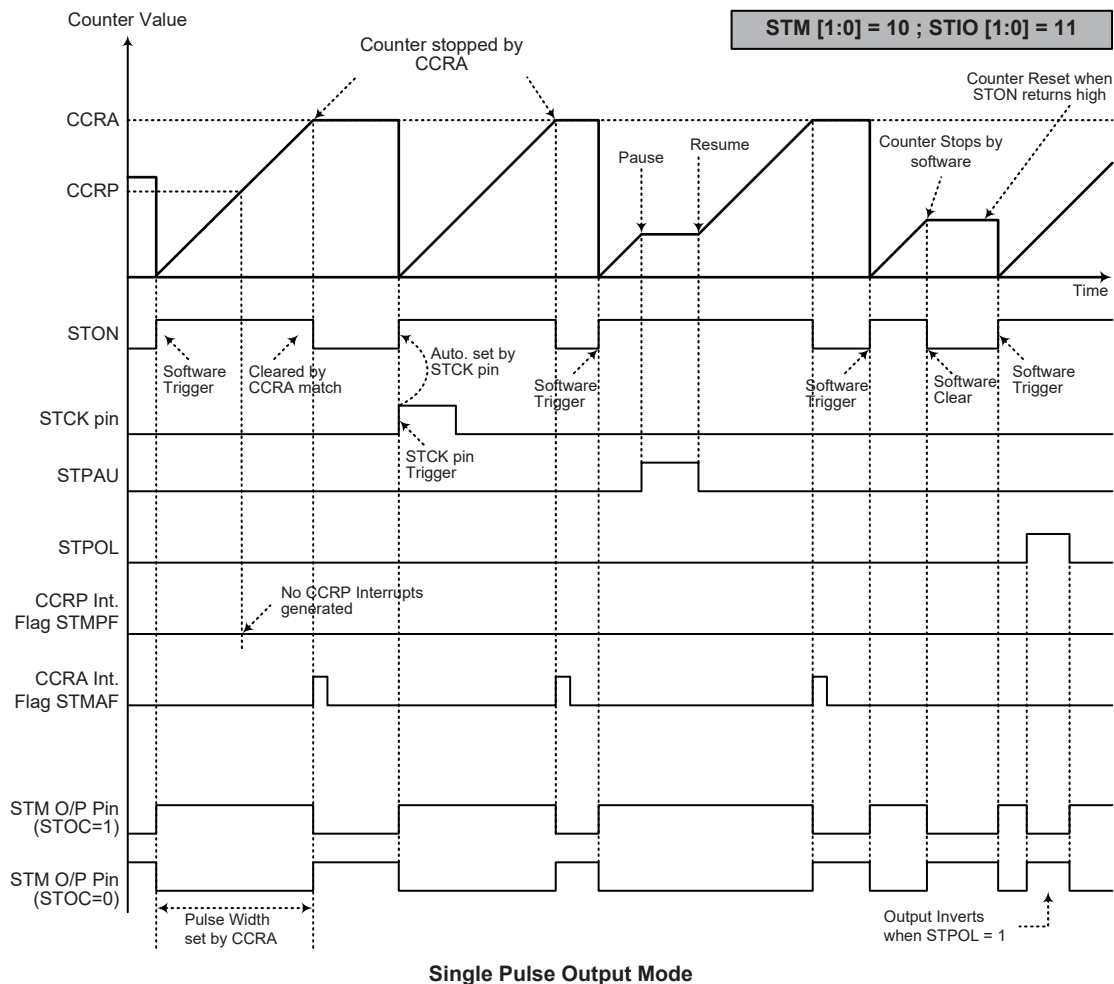 Counter Value
STM [1:0] = 10 ; STIO [1:0] = 11
Counter stopped by
CCRA
Counter Reset when
STON returns high
CCRA
Pause
Resume
Counter Stops by
software
CCRP
Time
STON
Software
Trigger
Cleared by
CCRA match
Auto. set by
STCK pin
Software
Trigger
Software
Trigger
Software
Clear
Software
Trigger
STCK pin
STCK pin
Trigger
STPAU
STPOL
CCRP Int.
Flag STMPF
No CCRP Interrupts
generated
CCRA Int.
Flag STMAF
STM O/P Pin
(STOC=1)
STM O/P Pin
(STOC=0)
Pulse Width
set by CCRA
Output Inverts
when STPOL = 1
Single Pulse Output Mode